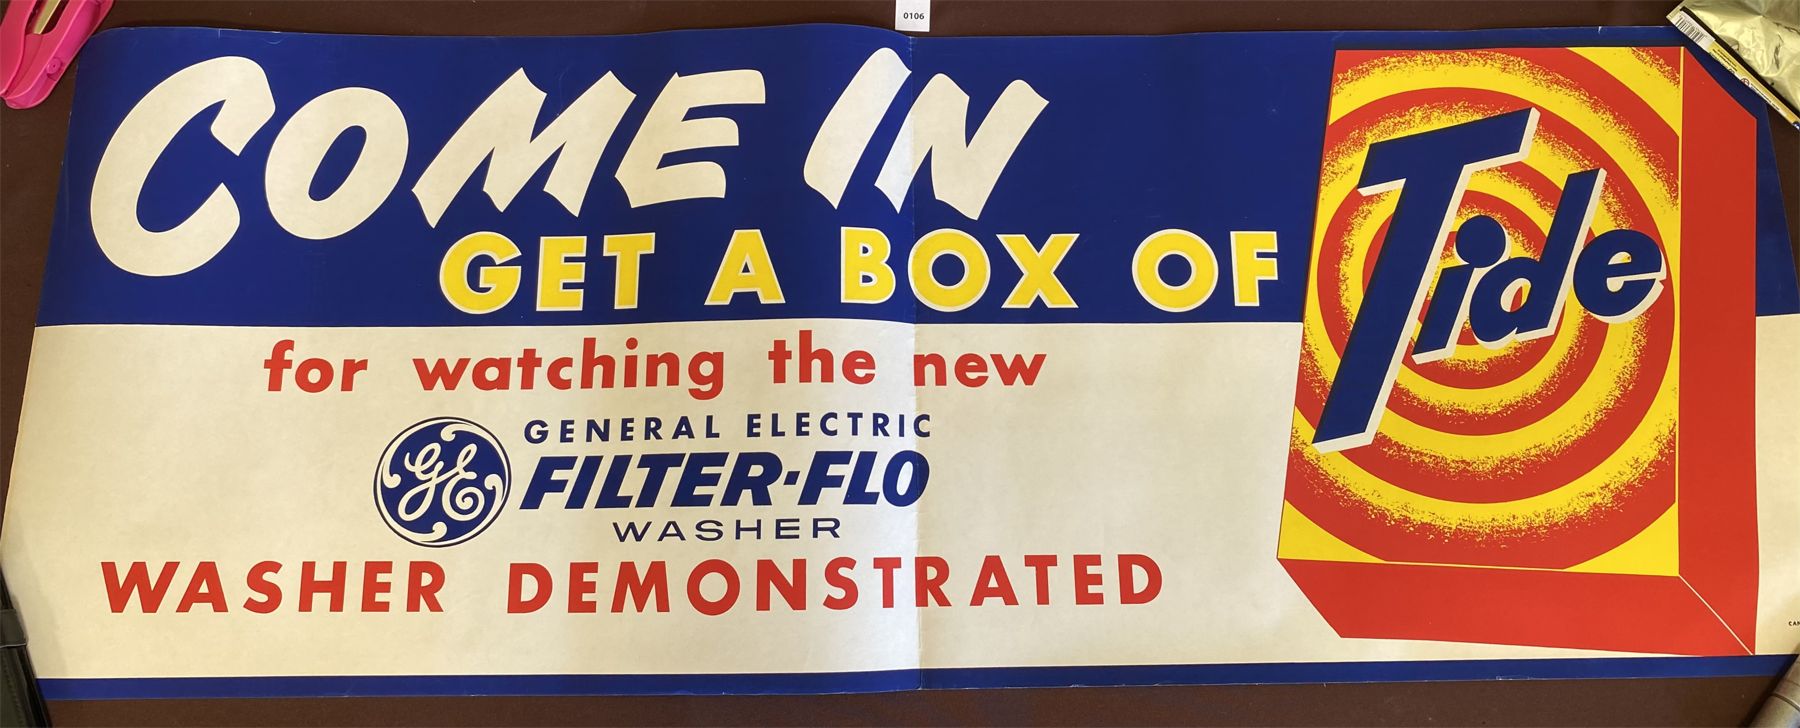 0106
COME IN
GET A BOX OF
Tide
for watching the new
GE
GENERAL ELECTRIC
FILTER-FLO
WASHER
WASHER DEMONSTRATED